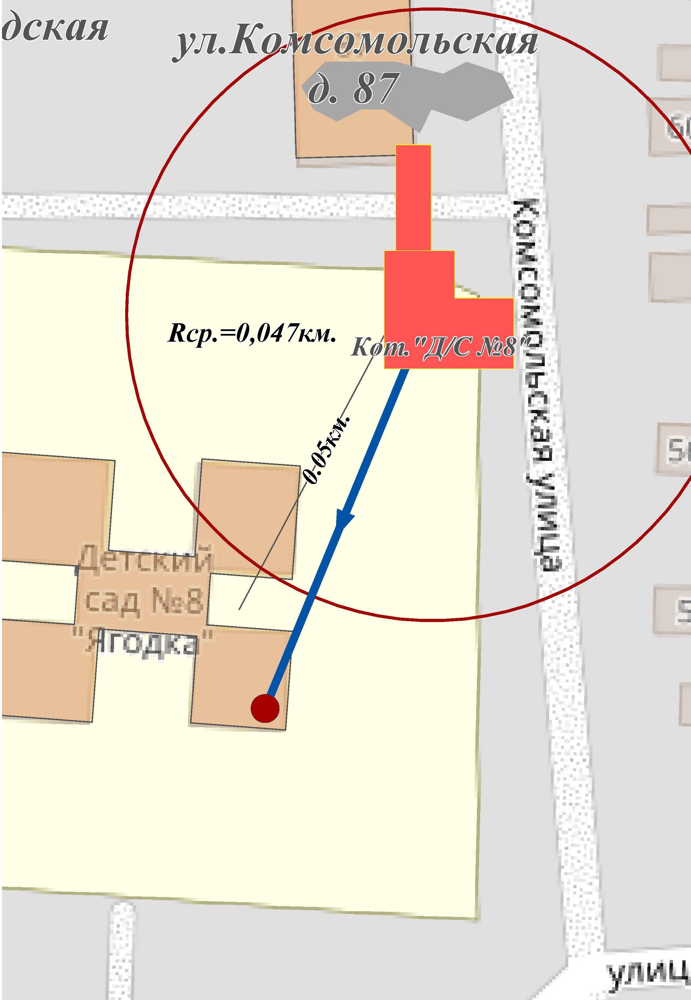 дская
ул.Комсомольская
д. 87
Комсомольская улица
Rср.=0,047км.
Кот."Д/С №8"
0.05км.
Детский
сад №8
"Ягодка"
улиц